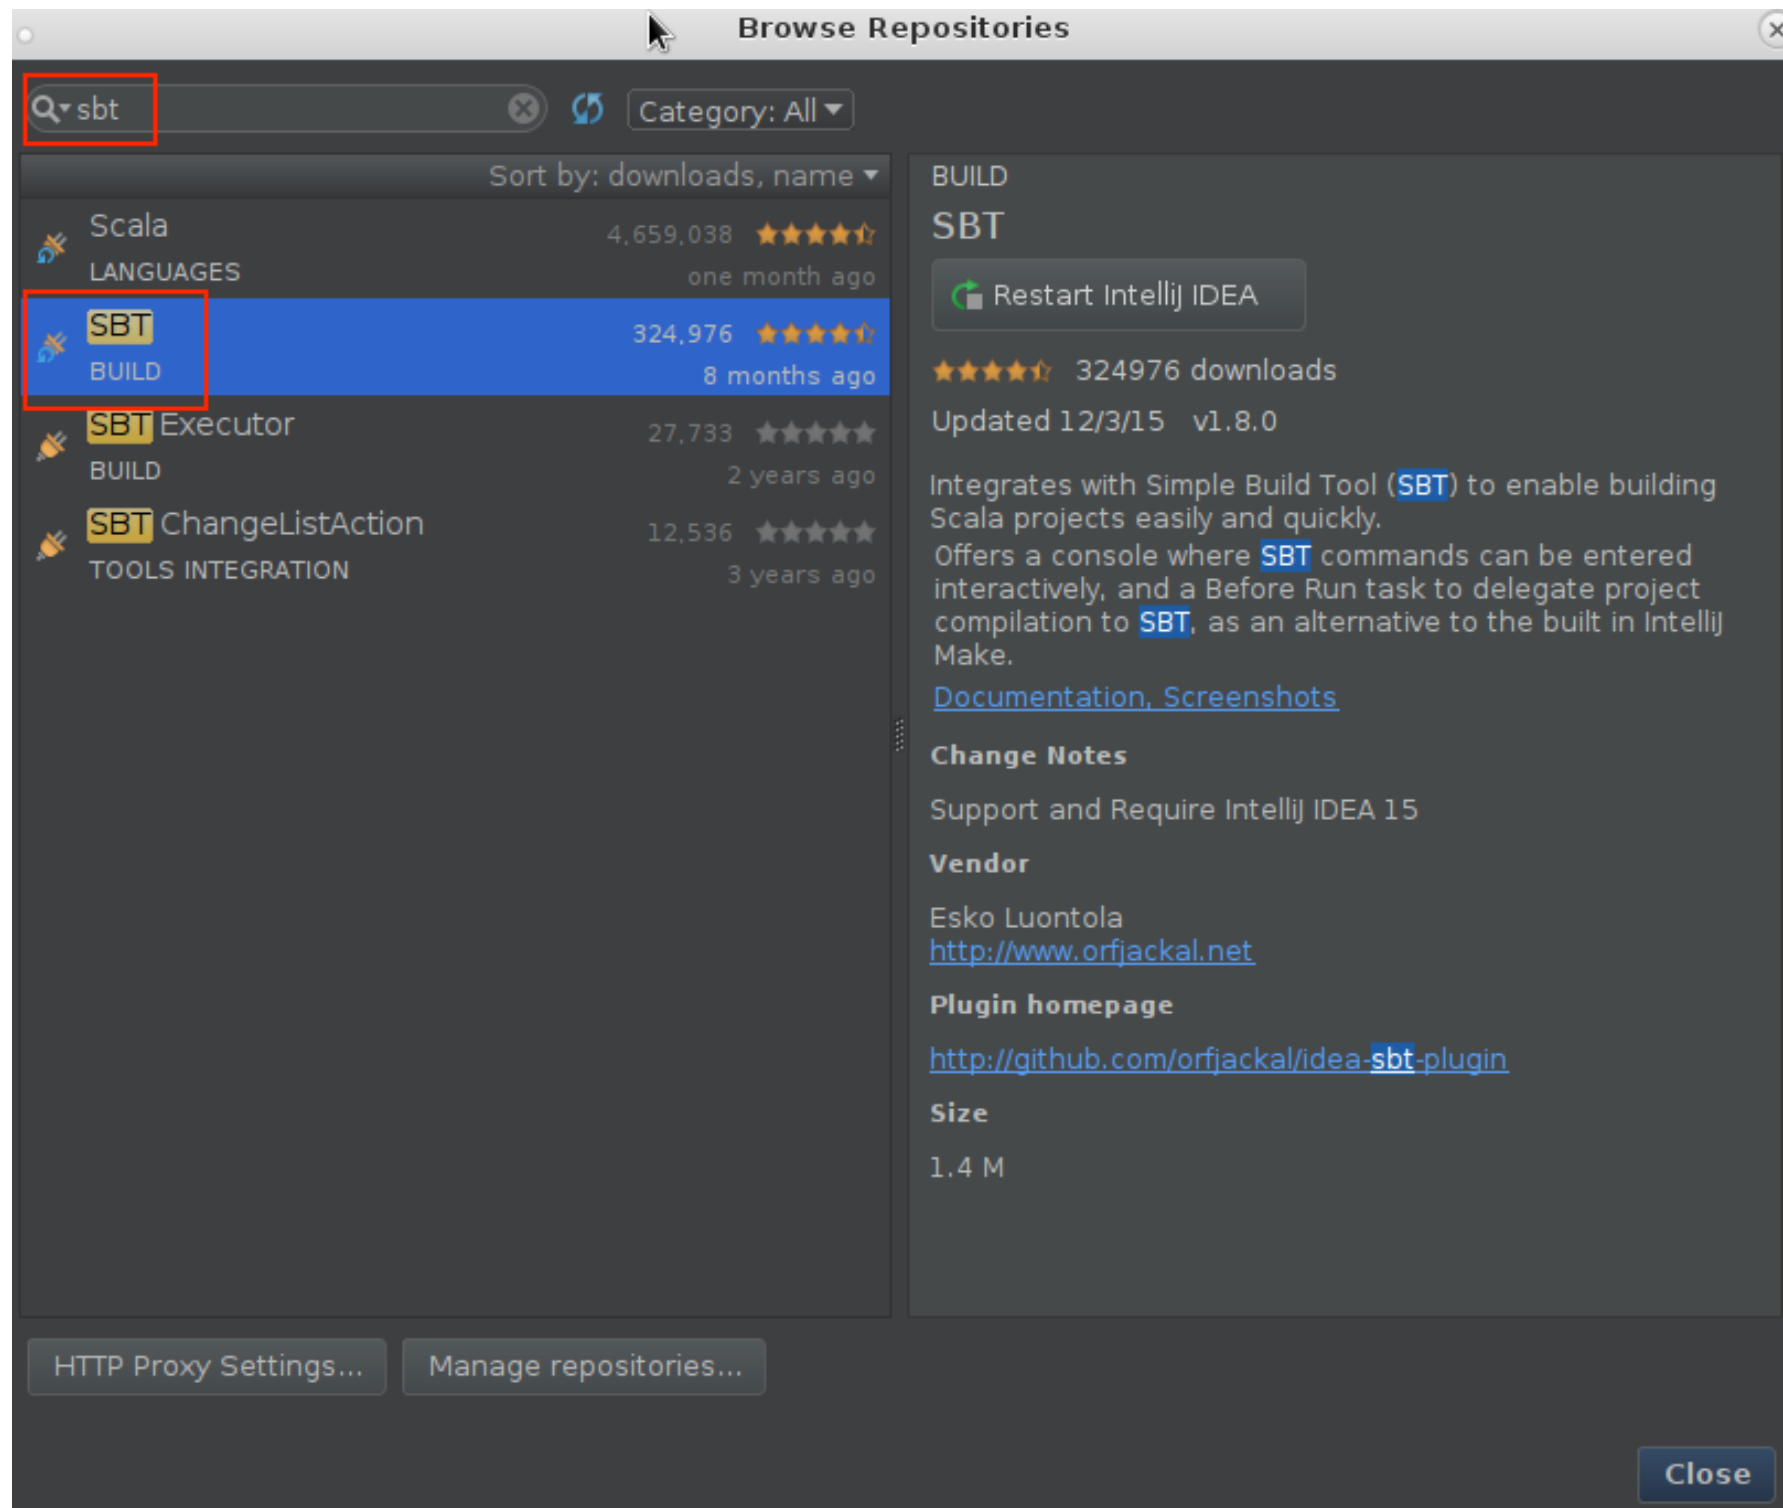 Browse Repositories
sbt
Category: All
Sort by: downloads, name
Scala
4,659,038
LANGUAGES
one month ago
SBT
324,976
BUILD
8 months ago
SBT Executor
27,733
BUILD
2 years ago
SBT ChangeListAction
12,536
TOOLS INTEGRATION
3 years ago
BUILD
SBT
Restart IntelliJ IDEA
324976 downloads
Updated 12/3/15 v1.8.0
Integrates with Simple Build Tool (SBT) to enable building
Scala projects easily and quickly.
Offers a console where SBT commands can be entered
interactively, and a Before Run task to delegate project
compilation to SBT, as an alternative to the built in IntelliJ
Make.
Documentation, Screenshots
Change Notes
Support and Require IntelliJ IDEA 15
Vendor
Esko Luontola
http://www.orfjackal.net
Plugin homepage
http://github.com/orfjackal/idea-sbt-plugin
Size
1.4 M
HTTP Proxy Settings...
Manage repositories...
Close